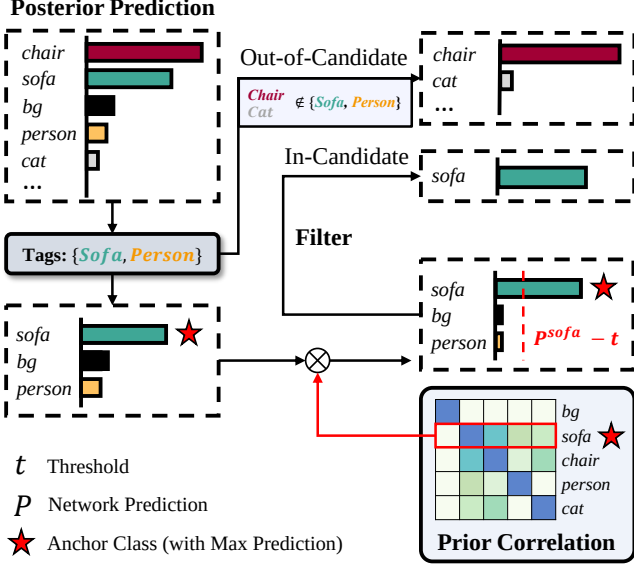 Posterior Prediction
chair
sofa
bg
person
cat
...
Out-of-Candidate
Chair
Cat
∉ {Sofa, Person}
chair
cat
...
In-Candidate
sofa
Filter
Tags: {Sofa, Person}
sofa
bg
person
sofa
bg
person
P^sofa − t
bg
sofa
chair
person
cat
Prior Correlation
t Threshold
P Network Prediction
Anchor Class (with Max Prediction)